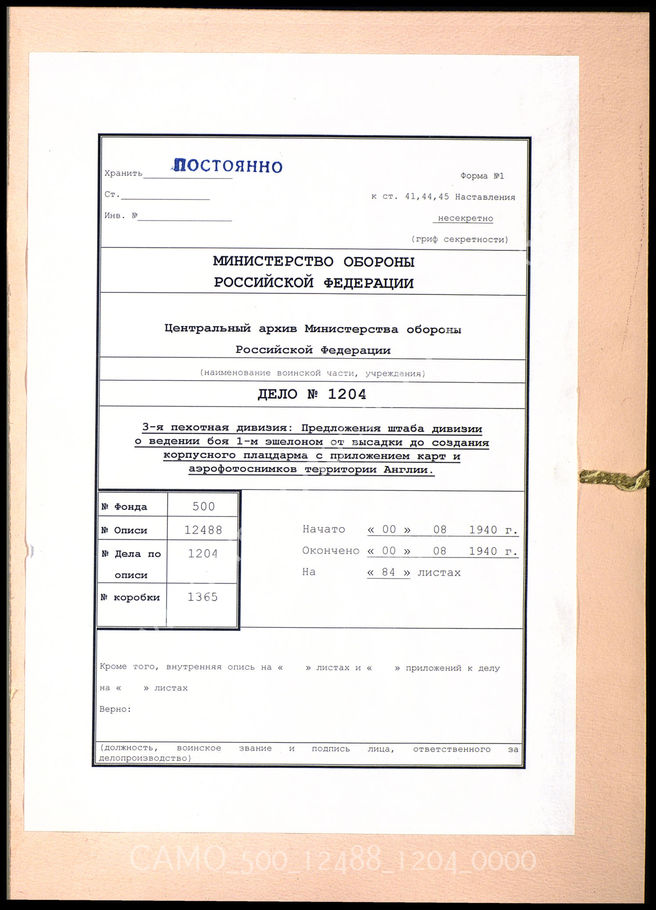 Хранить ПОСТОЯННО
Форма №1
Ст.
к ст. 41,44,45 Наставления
Инв. №
несекретно
(гриф секретности)
МИНИСТЕРСТВО ОБОРОНЫ
РОССИЙСКОЙ ФЕДЕРАЦИИ
Центральный архив Министерства обороны
Российской Федерации
(наименование воинской части, учреждения)
ДЕЛО № 1204
3-я пехотная дивизия: Предложения штаба дивизии
о ведении боя 1-м эшелоном от высадки до создания
корпусного плацдарма с приложением карт и
аэрофотоснимков территории Англии.
№ Фонда 500
№ Описи 12488
№ Дела по описи 1204
№ коробки 1365
Начато « 00 » 08 1940 г.
Окончено « 00 » 08 1940 г.
На « 84 » листах
Кроме того, внутренняя опись на « » листах и « » приложений к делу
на « » листах
Верно:
(должность, воинское звание и подпись лица, ответственного за
делопроизводство)
CAMO_500_12488_1204_0000